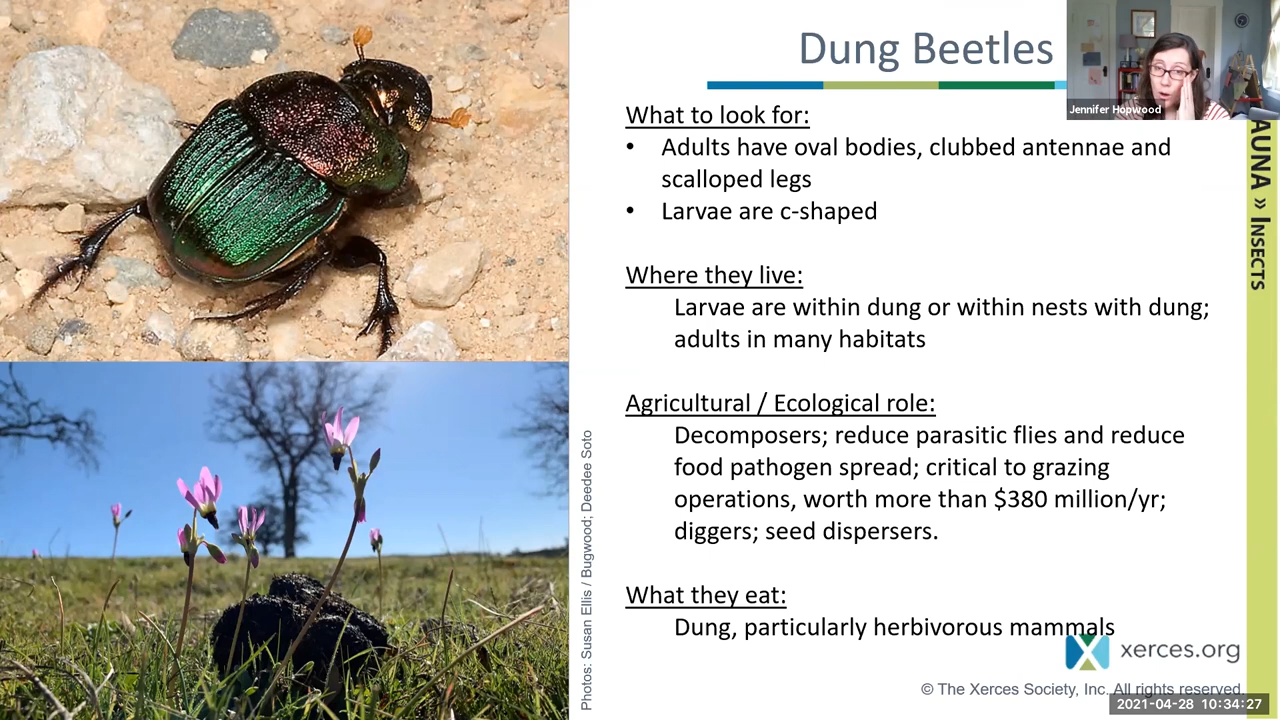 Dung Beetles
Jennifer Hopwood
What to look for:
• Adults have oval bodies, clubbed antennae and
scalloped legs
• Larvae are c-shaped
Where they live:
Larvae are within dung or within nests with dung;
adults in many habitats
Agricultural / Ecological role:
Decomposers; reduce parasitic flies and reduce
food pathogen spread; critical to grazing
operations, worth more than $380 million/yr;
diggers; seed dispersers.
What they eat:
Dung, particularly herbivorous mammals
xerces.org
© The Xerces Society, Inc. All rights reserved.
2021-04-28 10:34:27
Photos: Susan Ellis / Bugwood; Deedee Soto
» Insects